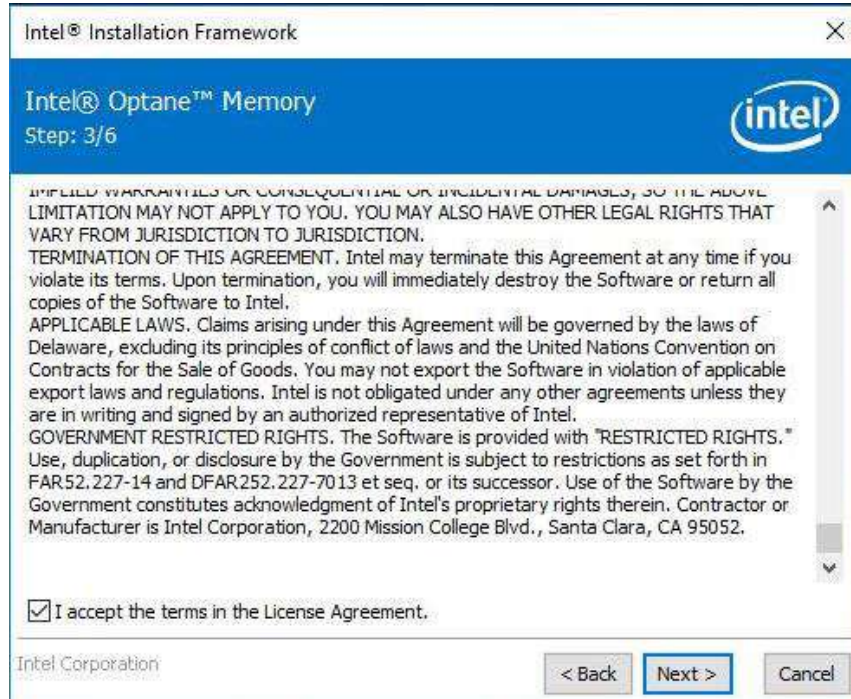 Intel® Installation Framework
Intel® Optane™ Memory
Step: 3/6
intel
IMPLIED WARRANTIES OR CONSEQUENTIAL OR INCIDENTAL DAMAGES, SO THE ABOVE
LIMITATION MAY NOT APPLY TO YOU. YOU MAY ALSO HAVE OTHER LEGAL RIGHTS THAT
VARY FROM JURISDICTION TO JURISDICTION.
TERMINATION OF THIS AGREEMENT. Intel may terminate this Agreement at any time if you
violate its terms. Upon termination, you will immediately destroy the Software or return all
copies of the Software to Intel.
APPLICABLE LAWS. Claims arising under this Agreement will be governed by the laws of
Delaware, excluding its principles of conflict of laws and the United Nations Convention on
Contracts for the Sale of Goods. You may not export the Software in violation of applicable
export laws and regulations. Intel is not obligated under any other agreements unless they
are in writing and signed by an authorized representative of Intel.
GOVERNMENT RESTRICTED RIGHTS. The Software is provided with "RESTRICTED RIGHTS."
Use, duplication, or disclosure by the Government is subject to restrictions as set forth in
FAR52.227-14 and DFAR252.227-7013 et seq. or its successor. Use of the Software by the
Government constitutes acknowledgment of Intel's proprietary rights therein. Contractor or
Manufacturer is Intel Corporation, 2200 Mission College Blvd., Santa Clara, CA 95052.
I accept the terms in the License Agreement.
Intel Corporation
< Back Next > Cancel